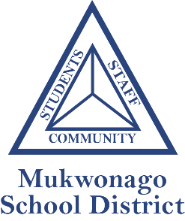 STUDENTS
STAFF
COMMUNITY
Mukwonago
School District